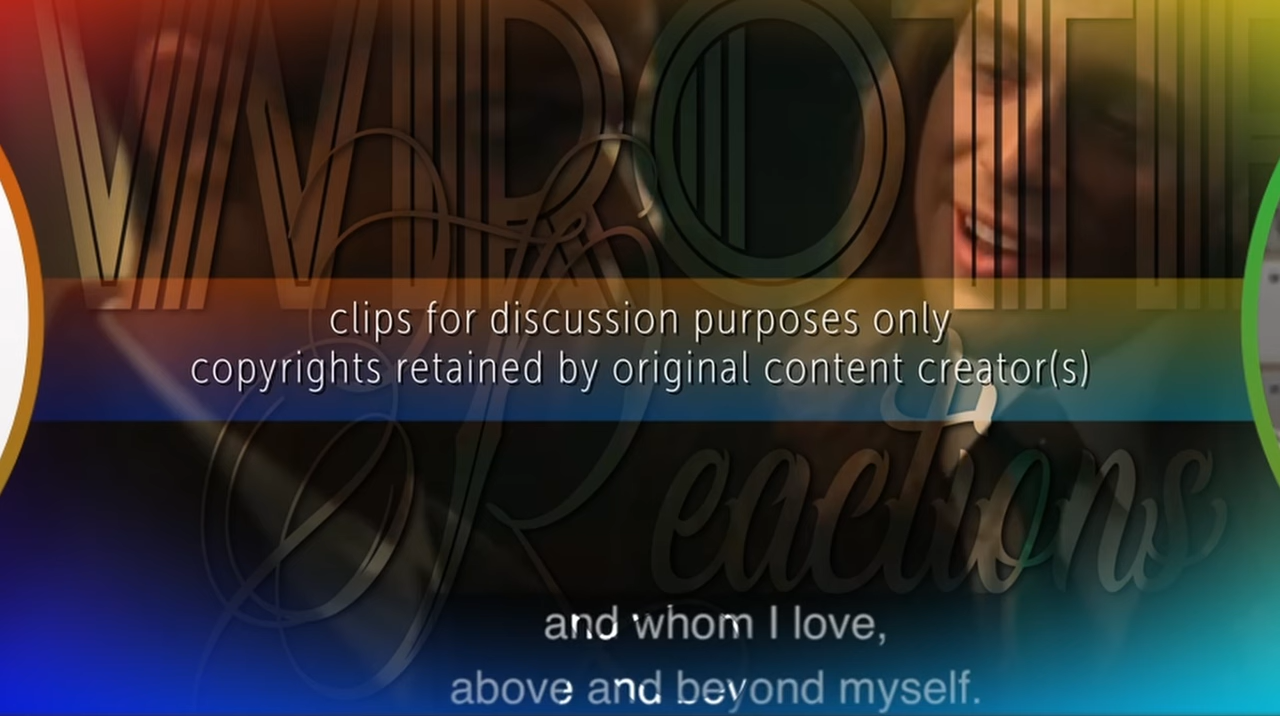 clips for discussion purposes only
copyrights retained by original content creator(s)
Reactions
and whom I love,
above and beyond myself.